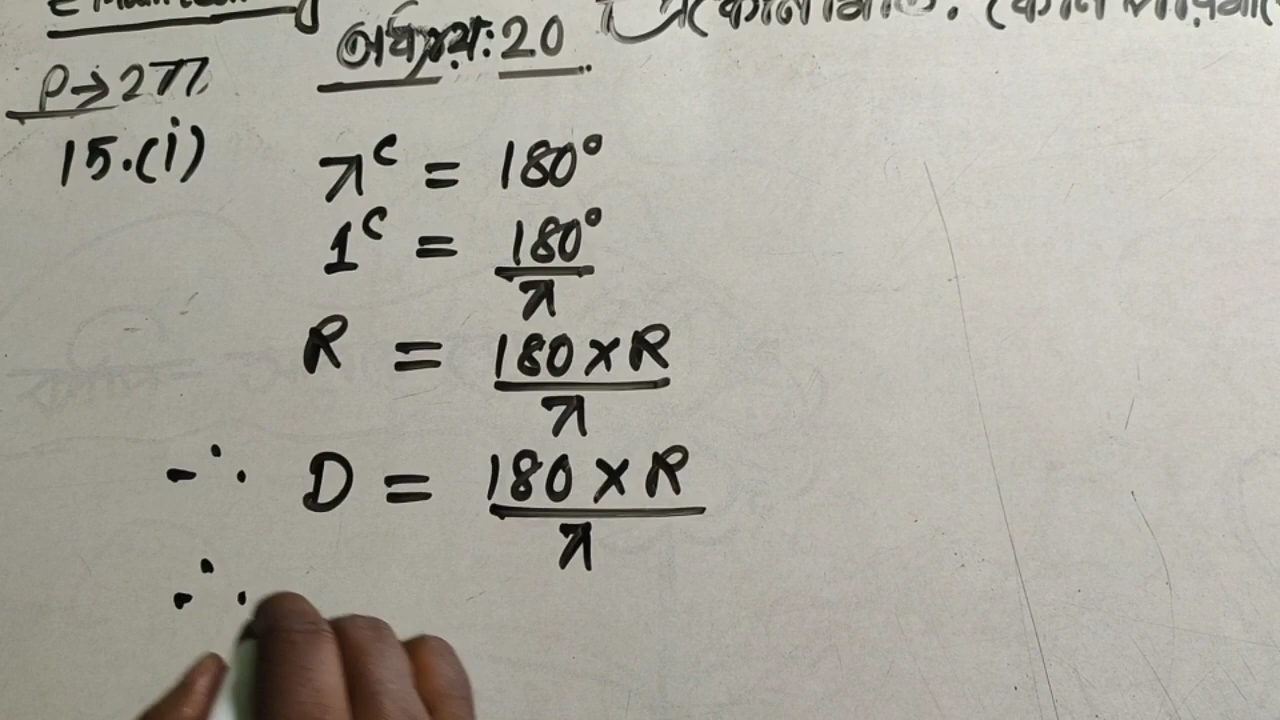 অধ্যায়: 20
P→277
15.(i)
π^c = 180°
1^c = 180° / π
R = 180 × R / π
∴ D = 180 × R / π
∴